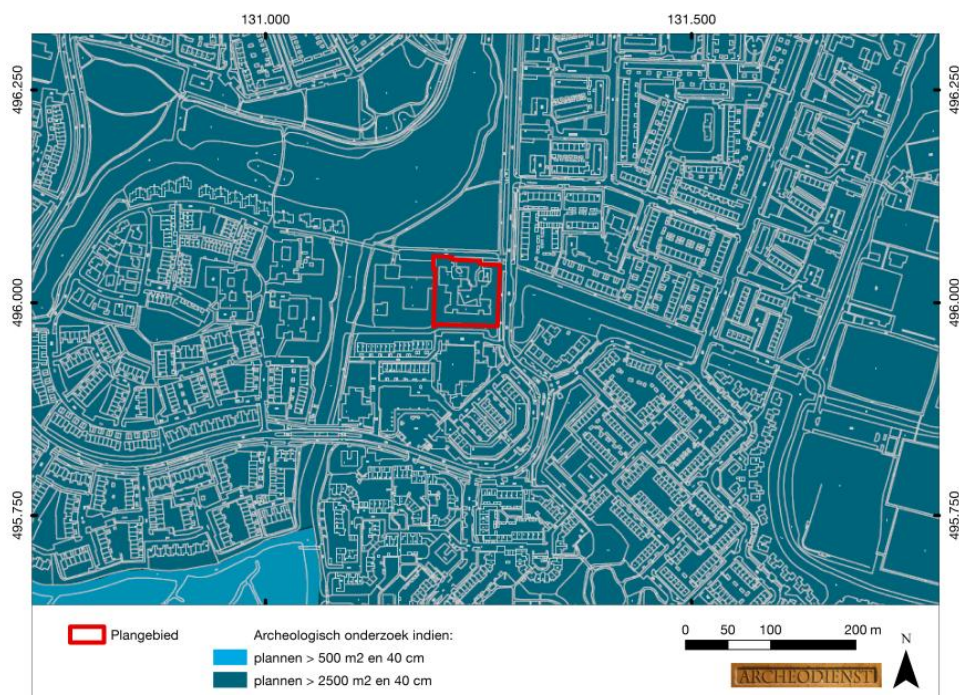 131.000 131.500
496.250 496.250
496.000 496.000
495.750 495.750
Plangebied
Archeologisch onderzoek indien:
plannen > 500 m2 en 40 cm
plannen > 2500 m2 en 40 cm
0 50 100 200 m
N
ARCHEODIENST